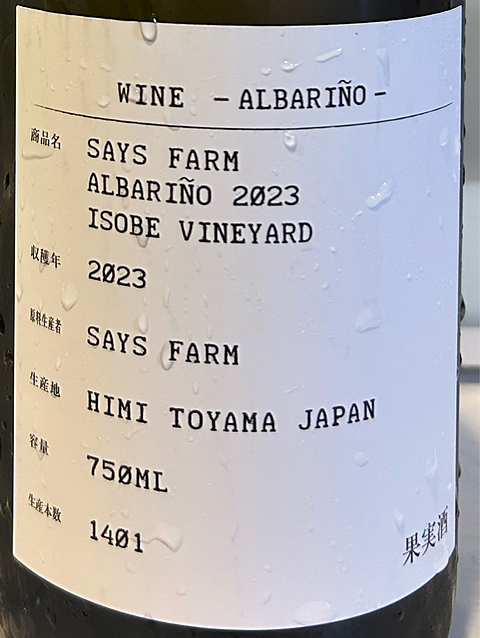 WINE -ALBARIÑO-
商品名
SAYS FARM
ALBARIÑO 2023
ISOBE VINEYARD
収穫年
2023
原料生産者
SAYS FARM
生産地
HIMI TOYAMA JAPAN
容量
750ML
生産本数
1401
果実酒